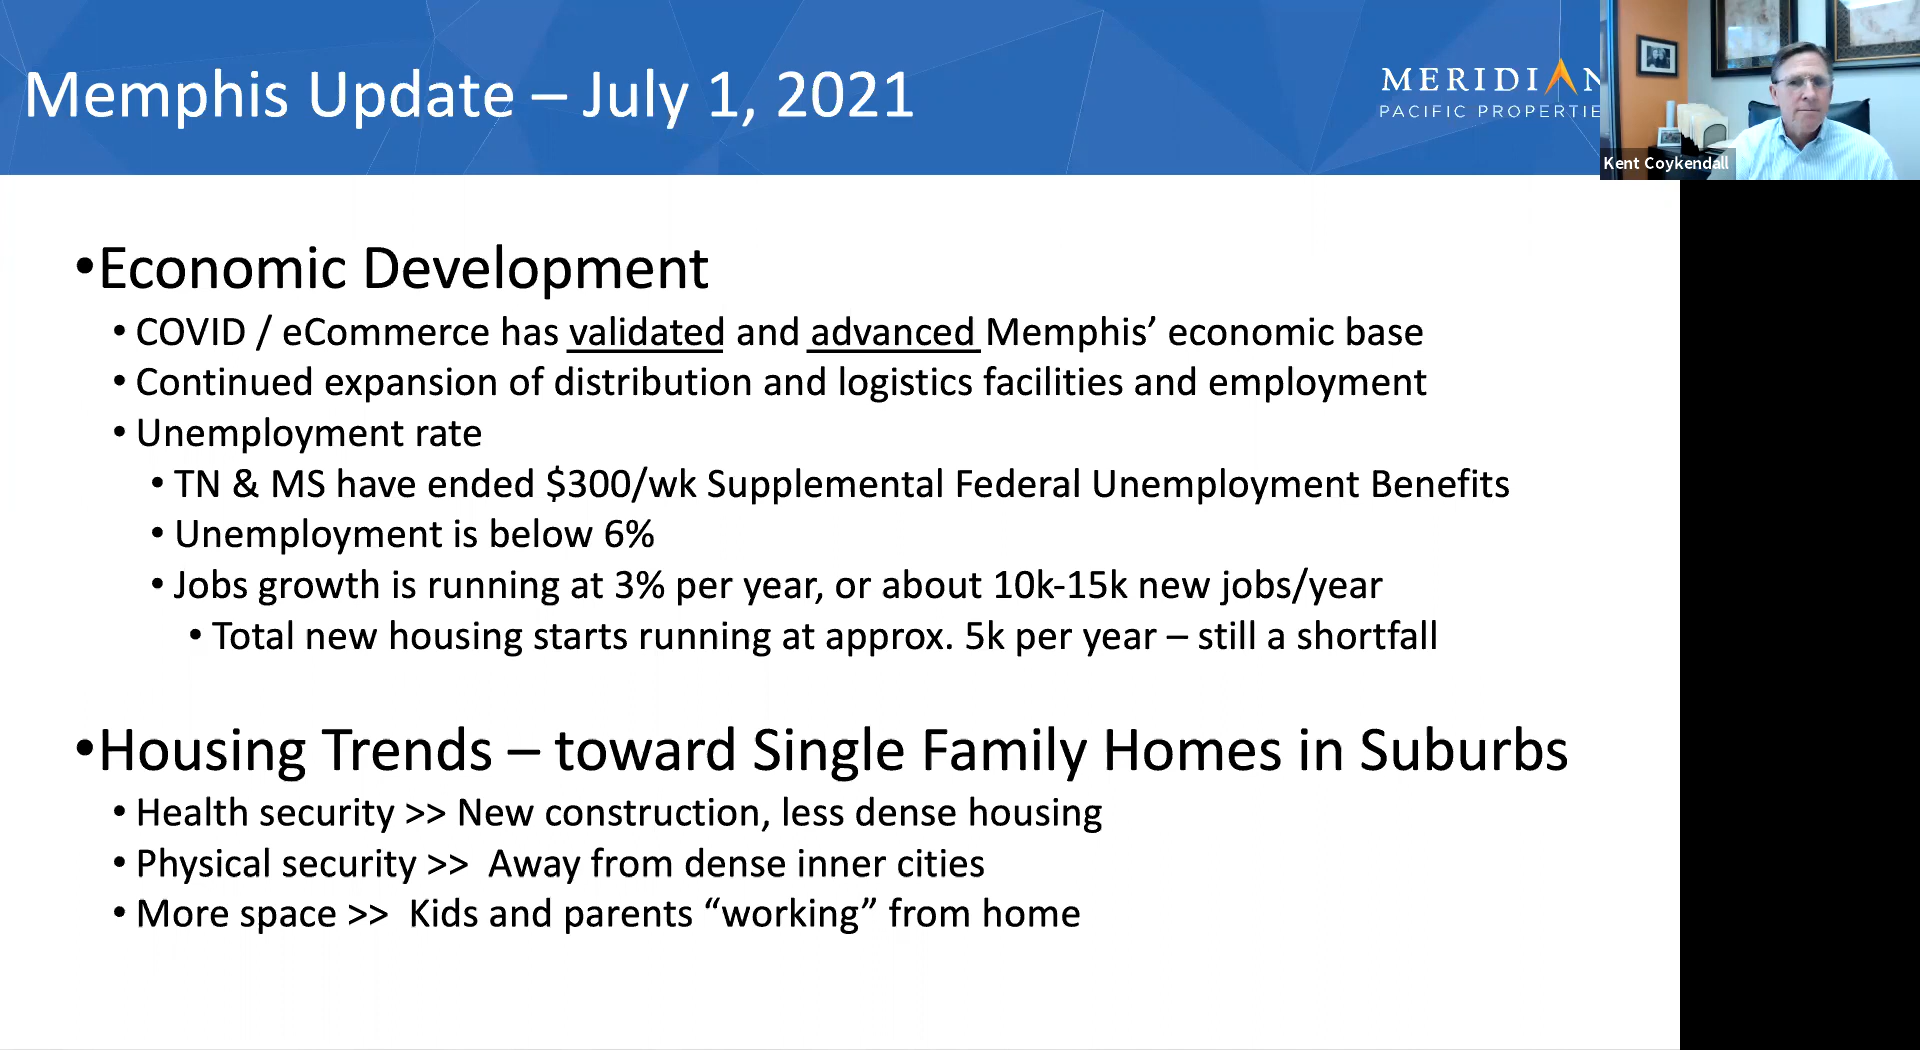 Memphis Update – July 1, 2021
MERIDIAN
PACIFIC PROPERTIE
Kent Coykendall
•Economic Development
• COVID / eCommerce has validated and advanced Memphis’ economic base
• Continued expansion of distribution and logistics facilities and employment
• Unemployment rate
• TN & MS have ended $300/wk Supplemental Federal Unemployment Benefits
• Unemployment is below 6%
• Jobs growth is running at 3% per year, or about 10k-15k new jobs/year
• Total new housing starts running at approx. 5k per year – still a shortfall
•Housing Trends – toward Single Family Homes in Suburbs
• Health security >> New construction, less dense housing
• Physical security >> Away from dense inner cities
• More space >> Kids and parents “working” from home